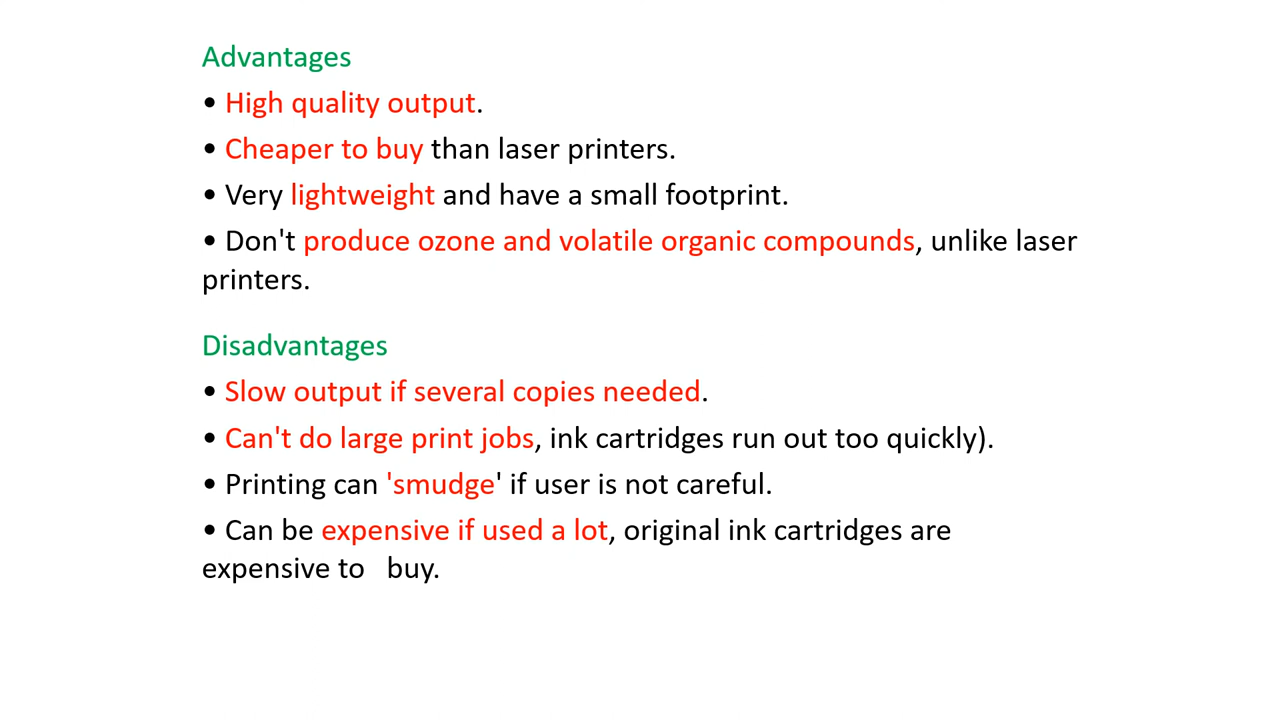 Advantages
• High quality output.
• Cheaper to buy than laser printers.
• Very lightweight and have a small footprint.
• Don't produce ozone and volatile organic compounds, unlike laser
printers.
Disadvantages
• Slow output if several copies needed.
• Can't do large print jobs, ink cartridges run out too quickly).
• Printing can 'smudge' if user is not careful.
• Can be expensive if used a lot, original ink cartridges are
expensive to   buy.